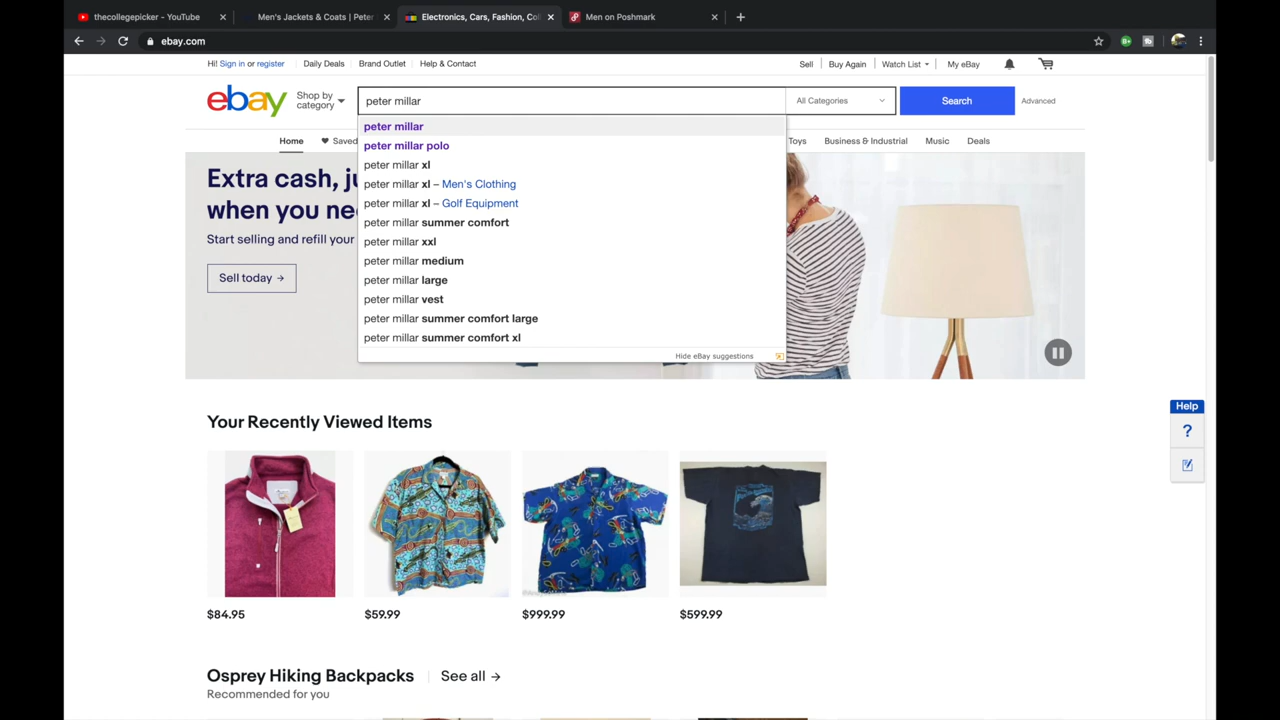 thecollegepicker - YouTube
Men's Jackets & Coats | Peter
Electronics, Cars, Fashion, Col
Men on Poshmark
ebay.com
Hi! Sign in or register
Daily Deals
Brand Outlet
Help & Contact
Sell
Buy Again
Watch List
My eBay
ebay
Shop by category
peter millar
All Categories
Search
Advanced
peter millar
peter millar polo
peter millar xl
peter millar xl – Men's Clothing
peter millar xl – Golf Equipment
peter millar summer comfort
peter millar xxl
peter millar medium
peter millar large
peter millar vest
peter millar summer comfort large
peter millar summer comfort xl
Hide eBay suggestions
Home
Saved
Toys
Business & Industrial
Music
Deals
Extra cash, ju
when you nee
Start selling and refill your
Sell today →
Help
?
Your Recently Viewed Items
$84.95
$59.99
$999.99
$599.99
Osprey Hiking Backpacks
See all →
Recommended for you